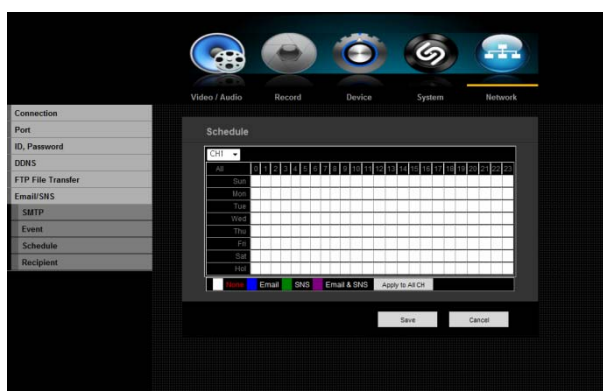 Video / Audio Record Device System Network
Connection
Port
ID, Password
DDNS
FTP File Transfer
Email/SNS
SMTP
Event
Schedule
Recipient
Schedule
CH1
All 0 1 2 3 4 5 6 7 8 9 10 11 12 13 14 15 16 17 18 19 20 21 22 23
Sun
Mon
Tue
Wed
Thu
Fri
Sat
Hol
None Email SNS Email & SNS Apply to All CH
Save Cancel